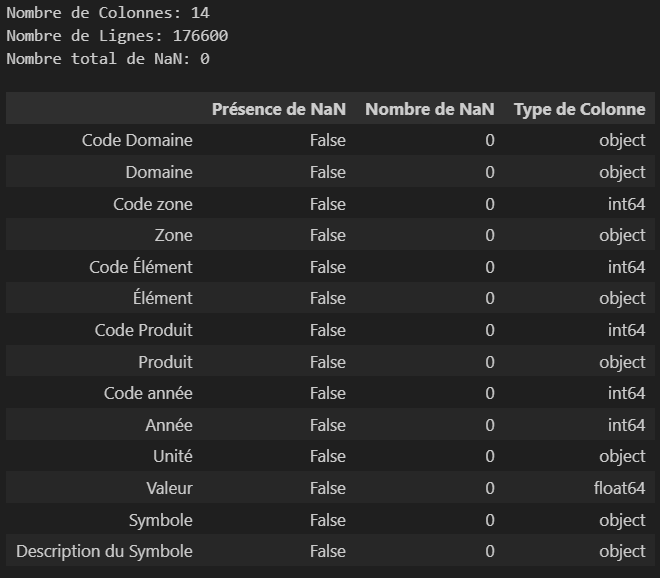 Nombre de Colonnes: 14
Nombre de Lignes: 176600
Nombre total de NaN: 0
Présence de NaN Nombre de NaN Type de Colonne
Code Domaine False 0 object
Domaine False 0 object
Code zone False 0 int64
Zone False 0 object
Code Élément False 0 int64
Élément False 0 object
Code Produit False 0 int64
Produit False 0 object
Code année False 0 int64
Année False 0 int64
Unité False 0 object
Valeur False 0 float64
Symbole False 0 object
Description du Symbole False 0 object